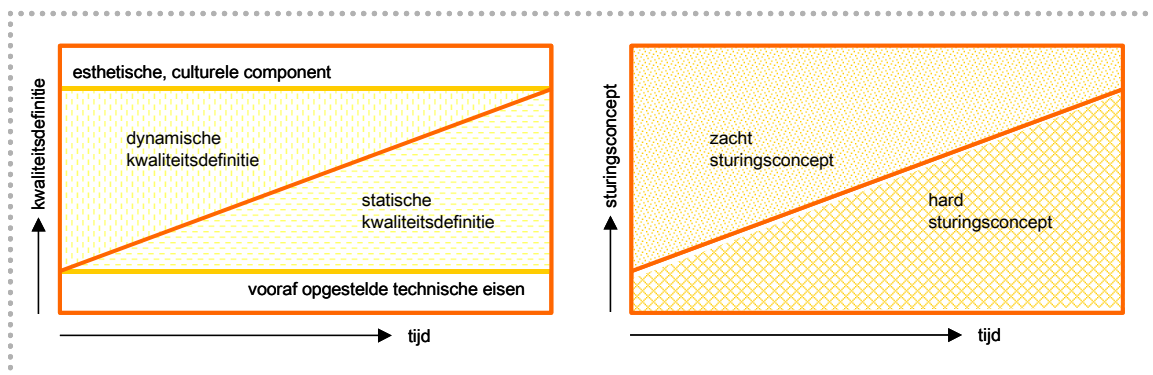 esthetische, culturele component
dynamische
kwaliteitsdefinitie
statische
kwaliteitsdefinitie
vooraf opgestelde technische eisen
kwaliteitsdefinitie
tijd
zacht
sturingsconcept
hard
sturingsconcept
sturingsconcept
tijd